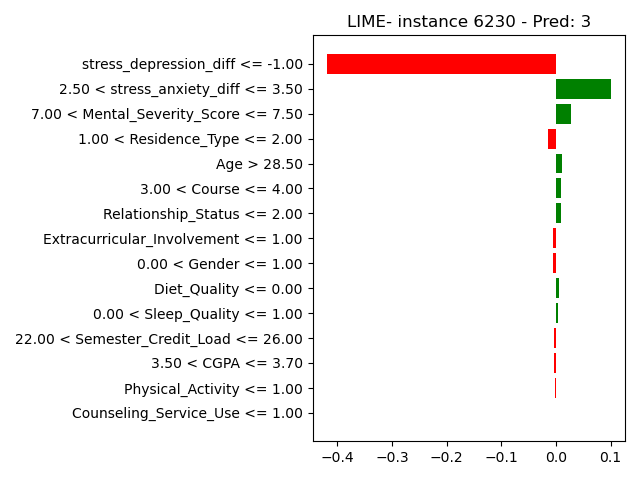 LIME- instance 6230 - Pred: 3
stress_depression_diff <= -1.00
2.50 < stress_anxiety_diff <= 3.50
7.00 < Mental_Severity_Score <= 7.50
1.00 < Residence_Type <= 2.00
Age > 28.50
3.00 < Course <= 4.00
Relationship_Status <= 2.00
Extracurricular_Involvement <= 1.00
0.00 < Gender <= 1.00
Diet_Quality <= 0.00
0.00 < Sleep_Quality <= 1.00
22.00 < Semester_Credit_Load <= 26.00
3.50 < CGPA <= 3.70
Physical_Activity <= 1.00
Counseling_Service_Use <= 1.00
−0.4 −0.3 −0.2 −0.1 0.0 0.1